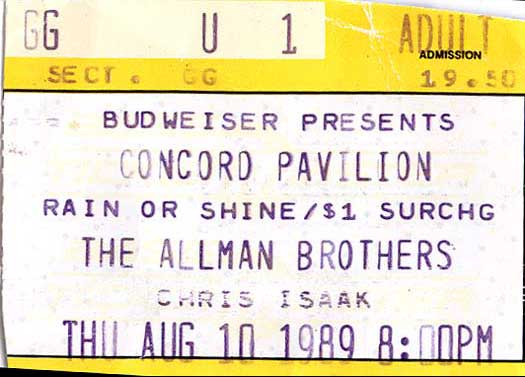 GG U 1 ADULT
ADMISSION
SECT. GG 19.50
BUDWEISER PRESENTS
CONCORD PAVILION
RAIN OR SHINE/$1 SURCHG
THE ALLMAN BROTHERS
CHRIS ISAAK
THU AUG 10 1989 8:00PM